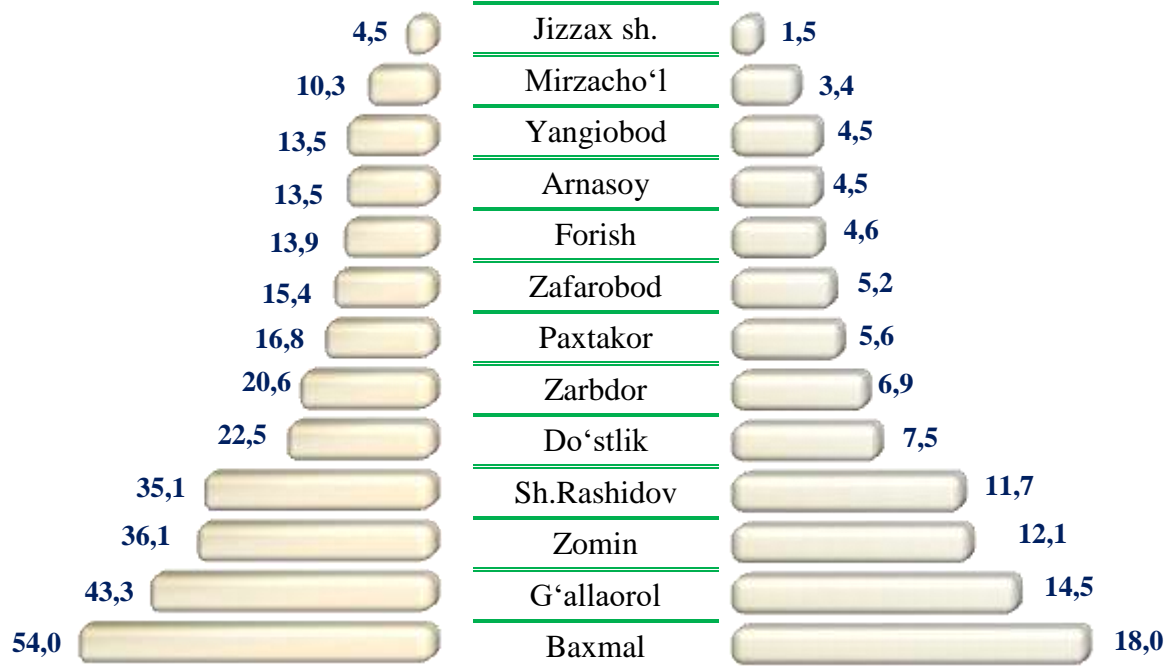 4,5 Jizzax sh. 1,5
10,3 Mirzacho‘l 3,4
13,5 Yangiobod 4,5
13,5 Arnasoy 4,5
13,9 Forish 4,6
15,4 Zafarobod 5,2
16,8 Paxtakor 5,6
20,6 Zarbdor 6,9
22,5 Do‘stlik 7,5
35,1 Sh.Rashidov 11,7
36,1 Zomin 12,1
43,3 G‘allaorol 14,5
54,0 Baxmal 18,0